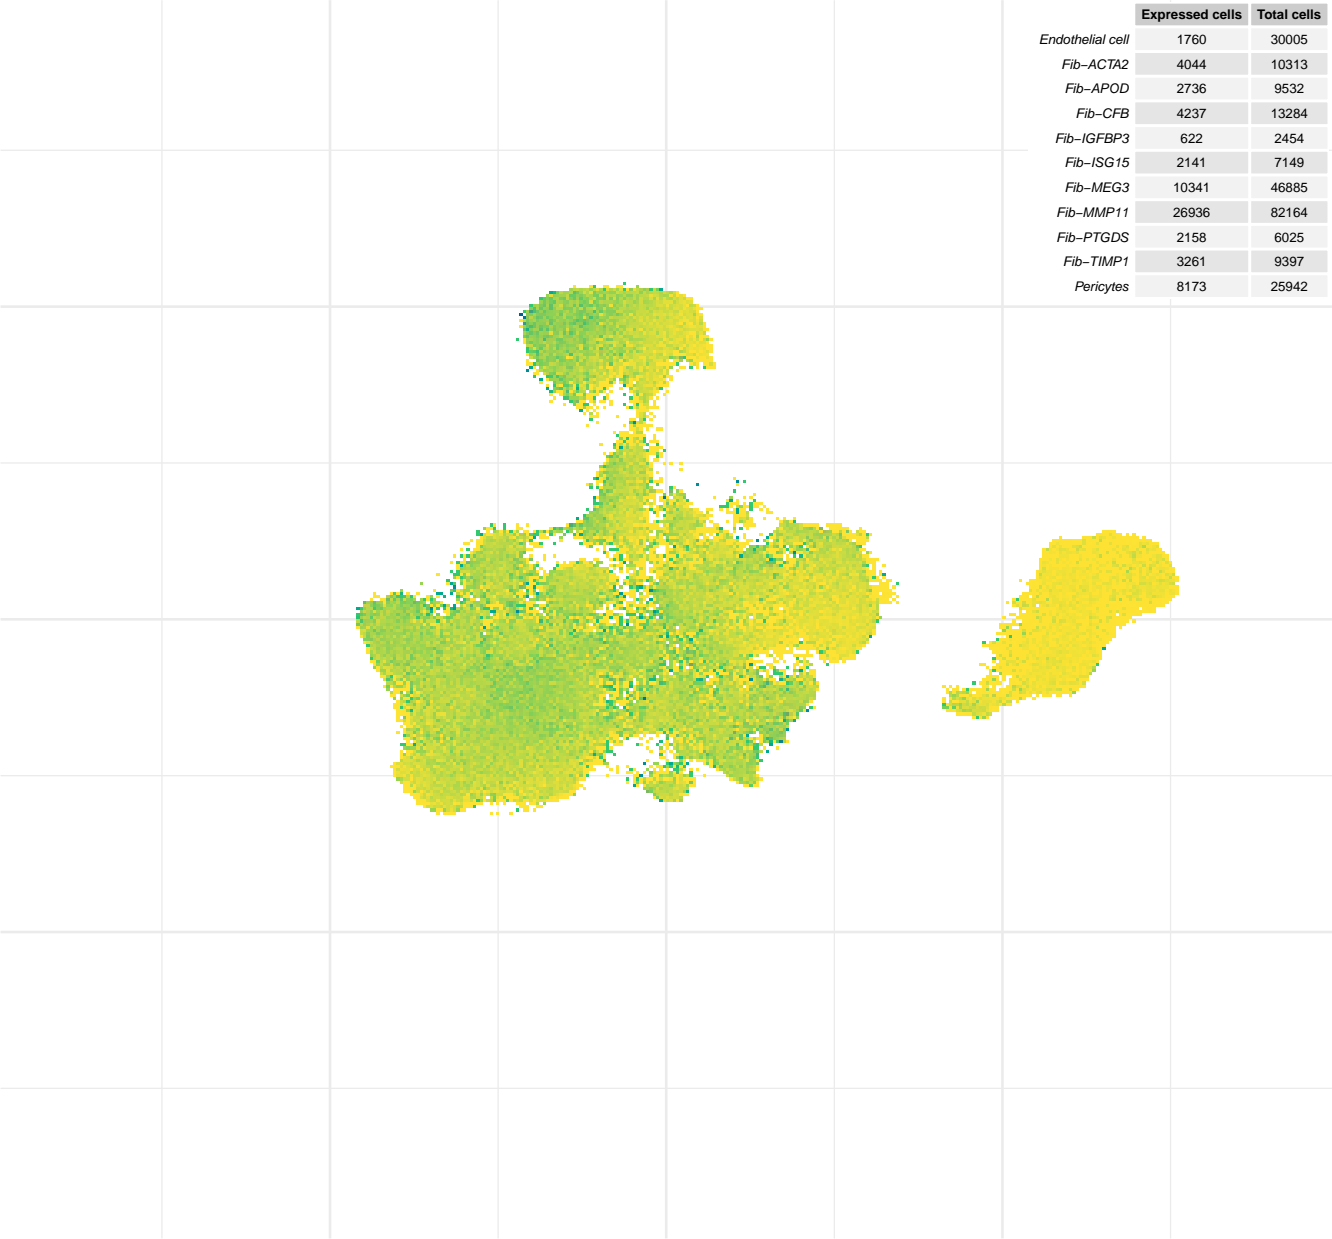 Expressed cells Total cells
Endothelial cell 1760 30005
Fib−ACTA2 4044 10313
Fib−APOD 2736 9532
Fib−CFB 4237 13284
Fib−IGFBP3 622 2454
Fib−ISG15 2141 7149
Fib−MEG3 10341 46885
Fib−MMP11 26936 82164
Fib−PTGDS 2158 6025
Fib−TIMP1 3261 9397
Pericytes 8173 25942